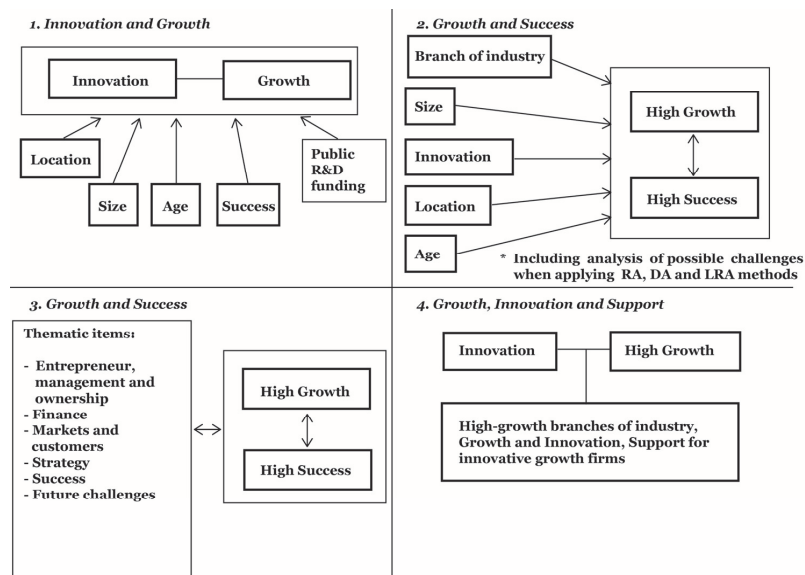 1. Innovation and Growth
Innovation
Growth
Location
Size
Age
Success
Public
R&D
funding
2. Growth and Success
Branch of industry
Size
Innovation
Location
Age
High Growth
High Success
* Including analysis of possible challenges
when applying RA, DA and LRA methods
3. Growth and Success
Thematic items:
- Entrepreneur,
management and
ownership
- Finance
- Markets and
customers
- Strategy
- Success
- Future challenges
High Growth
High Success
4. Growth, Innovation and Support
Innovation
High Growth
High-growth branches of industry,
Growth and Innovation, Support for
innovative growth firms